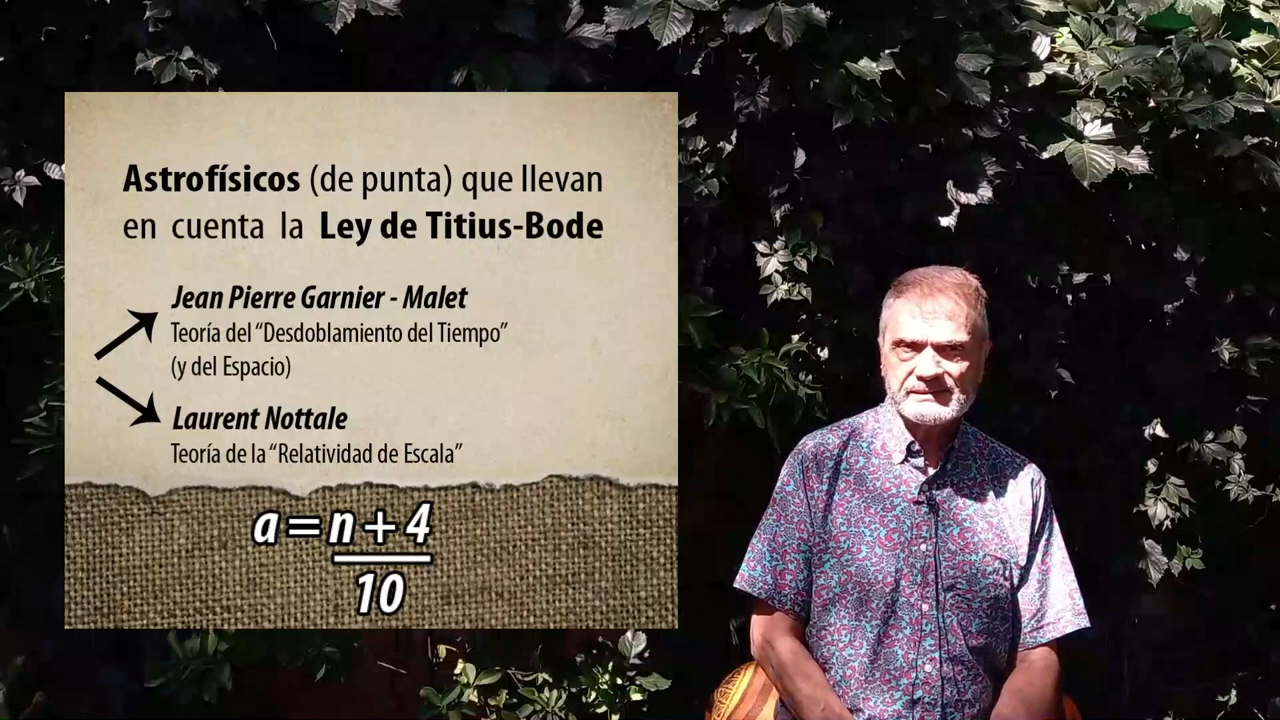 Astrofísicos (de punta) que llevan
en cuenta la Ley de Titius-Bode
Jean Pierre Garnier - Malet
Teoría del “Desdoblamiento del Tiempo”
(y del Espacio)
Laurent Nottale
Teoría de la “Relatividad de Escala”
a = n + 4
10